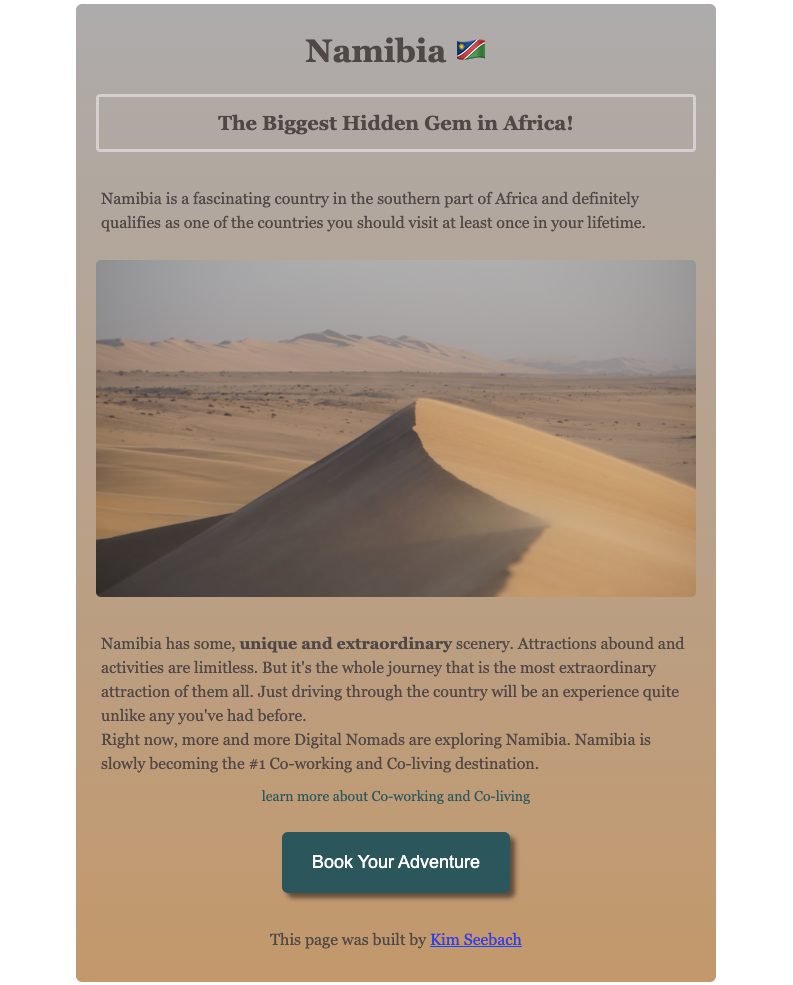 Namibia 🇳🇦
The Biggest Hidden Gem in Africa!
Namibia is a fascinating country in the southern part of Africa and definitely
qualifies as one of the countries you should visit at least once in your lifetime.
Namibia has some, unique and extraordinary scenery. Attractions abound and
activities are limitless. But it's the whole journey that is the most extraordinary
attraction of them all. Just driving through the country will be an experience quite
unlike any you've had before.
Right now, more and more Digital Nomads are exploring Namibia. Namibia is
slowly becoming the #1 Co-working and Co-living destination.
learn more about Co-working and Co-living
Book Your Adventure
This page was built by Kim Seebach